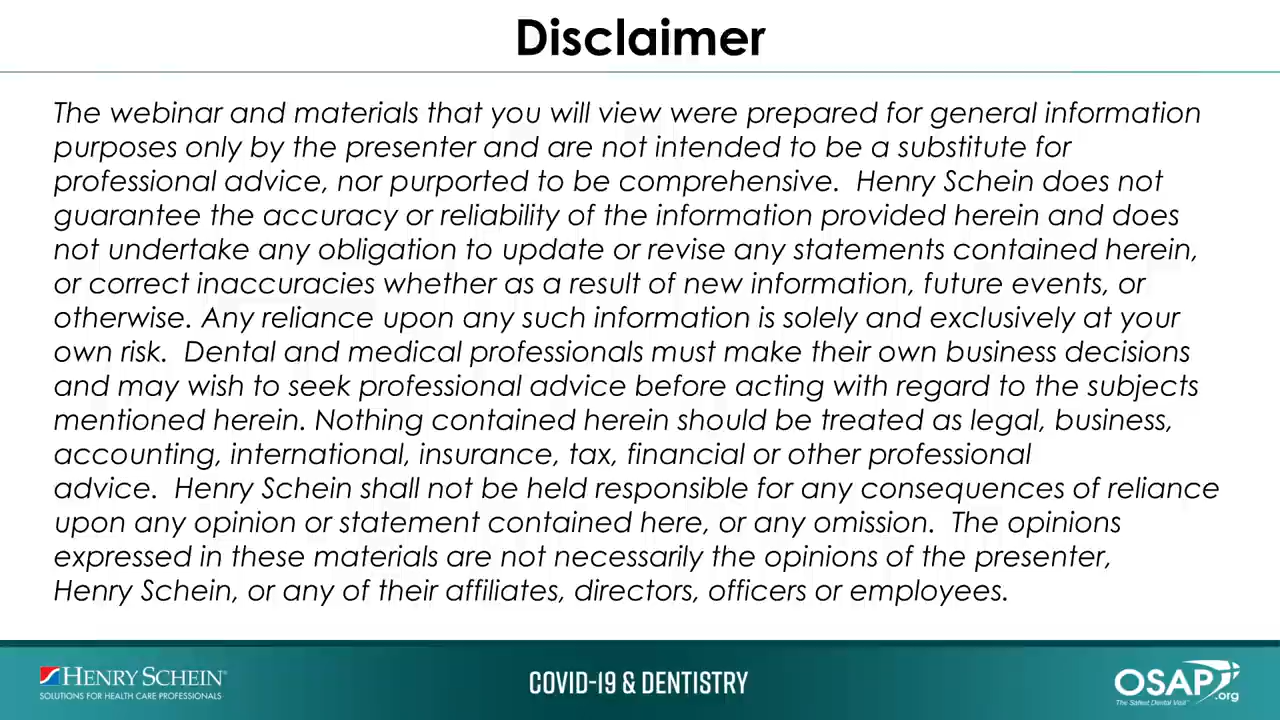 Disclaimer
The webinar and materials that you will view were prepared for general information
purposes only by the presenter and are not intended to be a substitute for
professional advice, nor purported to be comprehensive.  Henry Schein does not
guarantee the accuracy or reliability of the information provided herein and does
not undertake any obligation to update or revise any statements contained herein,
or correct inaccuracies whether as a result of new information, future events, or
otherwise. Any reliance upon any such information is solely and exclusively at your
own risk.  Dental and medical professionals must make their own business decisions
and may wish to seek professional advice before acting with regard to the subjects
mentioned herein. Nothing contained herein should be treated as legal, business,
accounting, international, insurance, tax, financial or other professional
advice.  Henry Schein shall not be held responsible for any consequences of reliance
upon any opinion or statement contained here, or any omission.  The opinions
expressed in these materials are not necessarily the opinions of the presenter,
Henry Schein, or any of their affiliates, directors, officers or employees.
HENRY SCHEIN®
SOLUTIONS FOR HEALTH CARE PROFESSIONALS
COVID-19 & DENTISTRY
OSAP.org
The Safest Dental Visit™